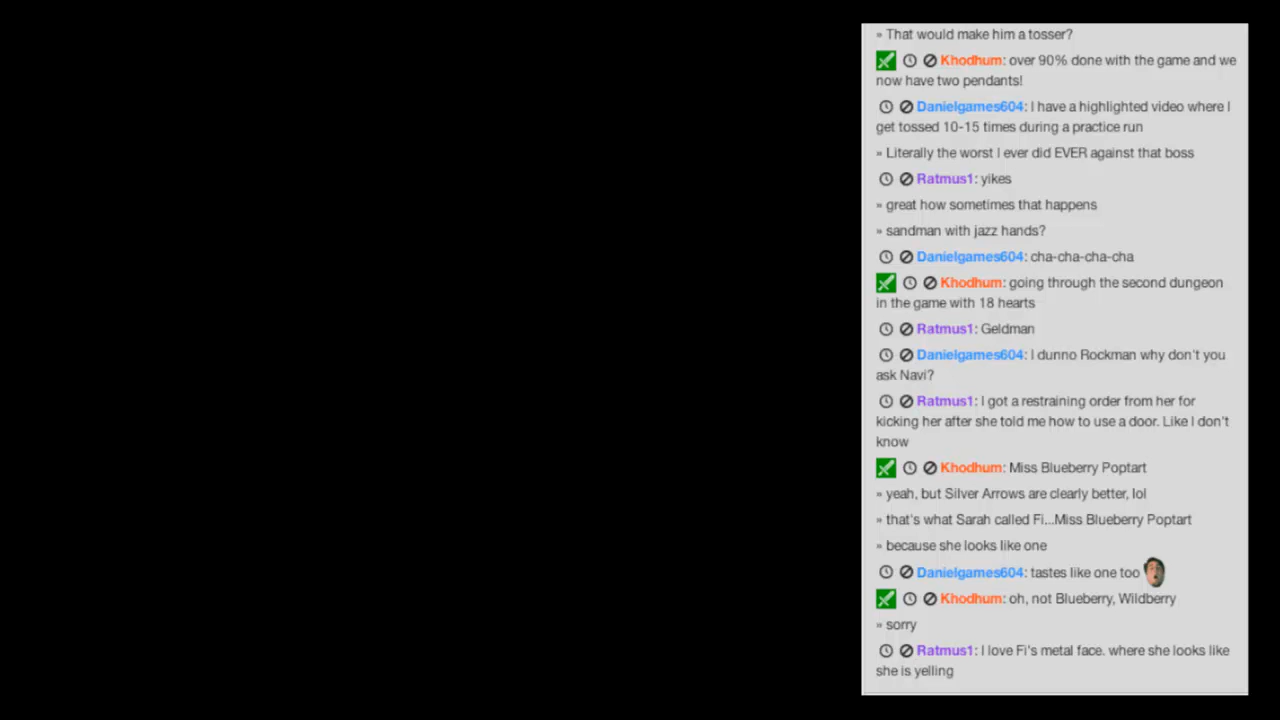 » That would make him a tosser?
Khodhum: over 90% done with the game and we
now have two pendants!
Danielgames604: I have a highlighted video where I
get tossed 10-15 times during a practice run
» Literally the worst I ever did EVER against that boss
Ratmus1: yikes
» great how sometimes that happens
» sandman with jazz hands?
Danielgames604: cha-cha-cha-cha
Khodhum: going through the second dungeon
in the game with 18 hearts
Ratmus1: Geldman
Danielgames604: I dunno Rockman why don't you
ask Navi?
Ratmus1: I got a restraining order from her for
kicking her after she told me how to use a door. Like I don't
know
Khodhum: Miss Blueberry Poptart
» yeah, but Silver Arrows are clearly better, lol
» that's what Sarah called Fi...Miss Blueberry Poptart
» because she looks like one
Danielgames604: tastes like one too
Khodhum: oh, not Blueberry, Wildberry
» sorry
Ratmus1: I love Fi's metal face. where she looks like
she is yelling